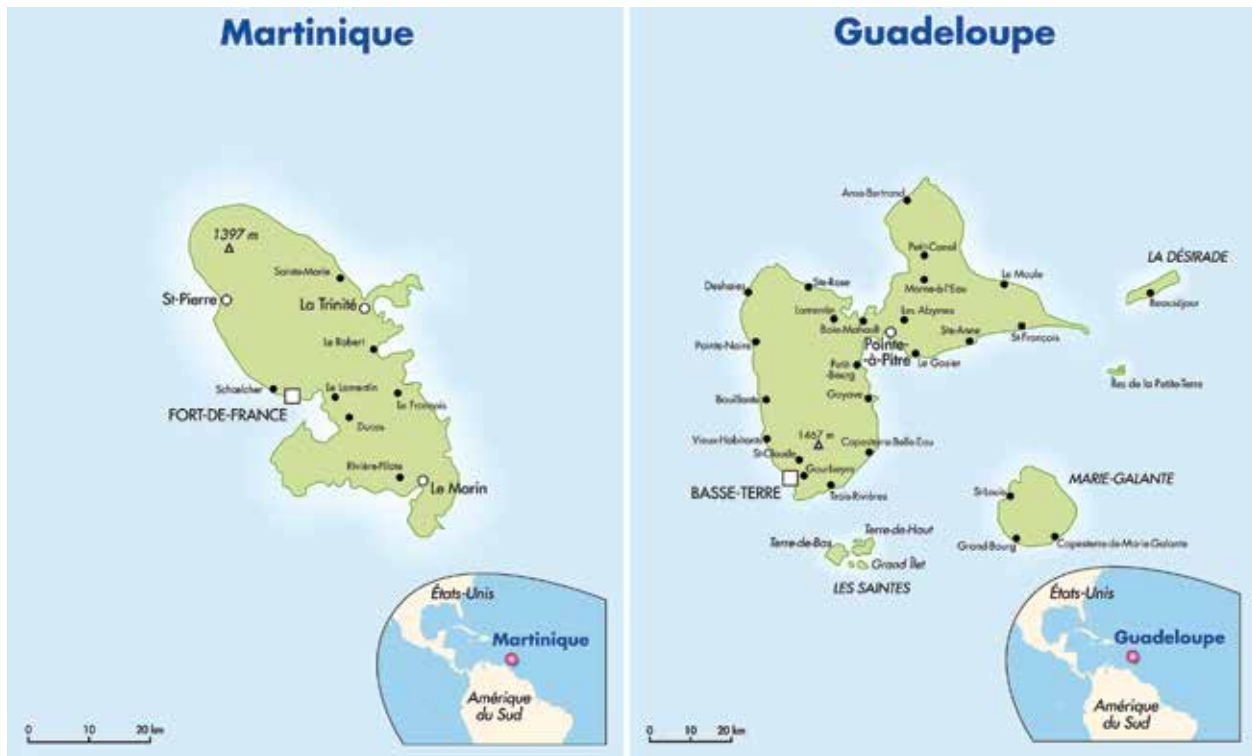 Martinique
1397 m
Sainte-Marie
St-Pierre
La Trinité
Le Robert
Schœlcher
Le Lamentin
Le François
FORT-DE-FRANCE
Ducos
Rivière-Pilote
Le Marin
États-Unis
Martinique
Amérique
du Sud
0 10 20 km
Guadeloupe
Anse-Bertrand
Petit-Canal
LA DÉSIRADE
Le Moule
Deshaies
Ste-Rose
Morne-à-l'Eau
Beauséjour
Lamentin
Les Abymes
Baie-Mahault
Ste-Anne
St-François
Pointe-Noire
Pointe-
à-Pitre
Le Gosier
Petit
-Bourg
Îles de la Petite-Terre
Bouillante
Goyave
Vieux-Habitants
1467 m
Capesterre-Belle-Eau
St-Claude
Gourbeyre
BASSE-TERRE
Trois-Rivières
MARIE-GALANTE
St-Louis
Terre-de-Haut
Terre-de-Bas
Grand-Bourg
Capesterre-de-Marie-Galante
Grand Îlet
LES SAINTES
États-Unis
Guadeloupe
Amérique
du Sud
0 10 20 km